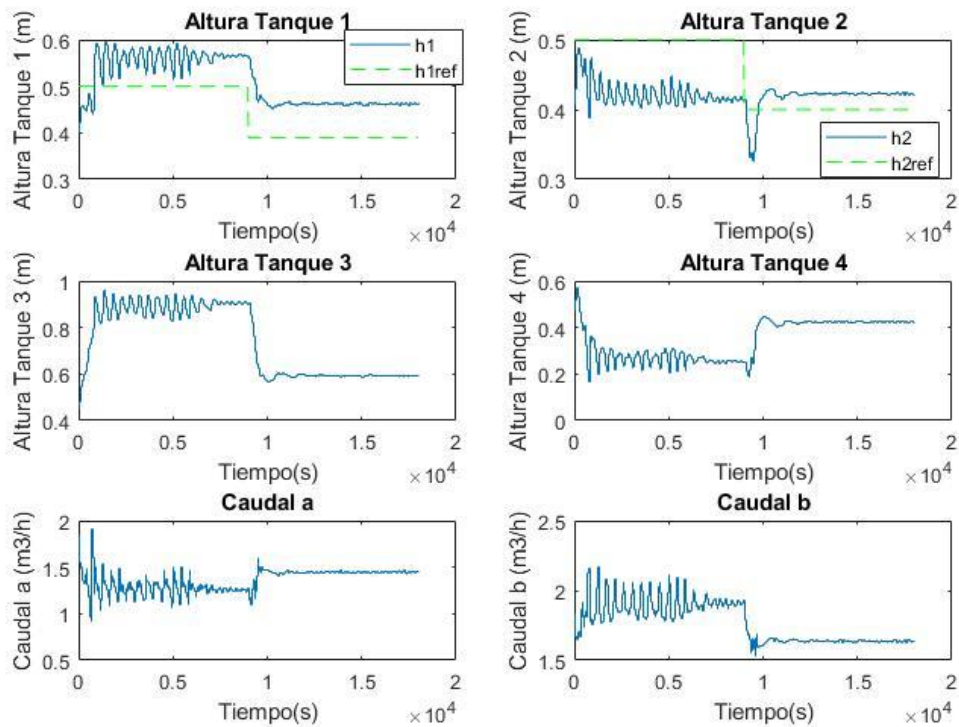 Altura Tanque 1
Altura Tanque 1 (m)
0.6
0.5
0.4
0.3
h1
h1ref
0
0.5
1
1.5
2
Tiempo(s)
×10^4
Altura Tanque 2
Altura Tanque 2 (m)
0.5
0.4
0.3
h2
h2ref
0
0.5
1
1.5
2
Tiempo(s)
×10^4
Altura Tanque 3
Altura Tanque 3 (m)
1
0.8
0.6
0.4
0
0.5
1
1.5
2
Tiempo(s)
×10^4
Altura Tanque 4
Altura Tanque 4 (m)
0.6
0.4
0.2
0
0
0.5
1
1.5
2
Tiempo(s)
×10^4
Caudal a
Caudal a (m3/h)
2
1.5
1
0.5
0
0.5
1
1.5
2
Tiempo(s)
×10^4
Caudal b
Caudal b (m3/h)
2.5
2
1.5
0
0.5
1
1.5
2
Tiempo(s)
×10^4